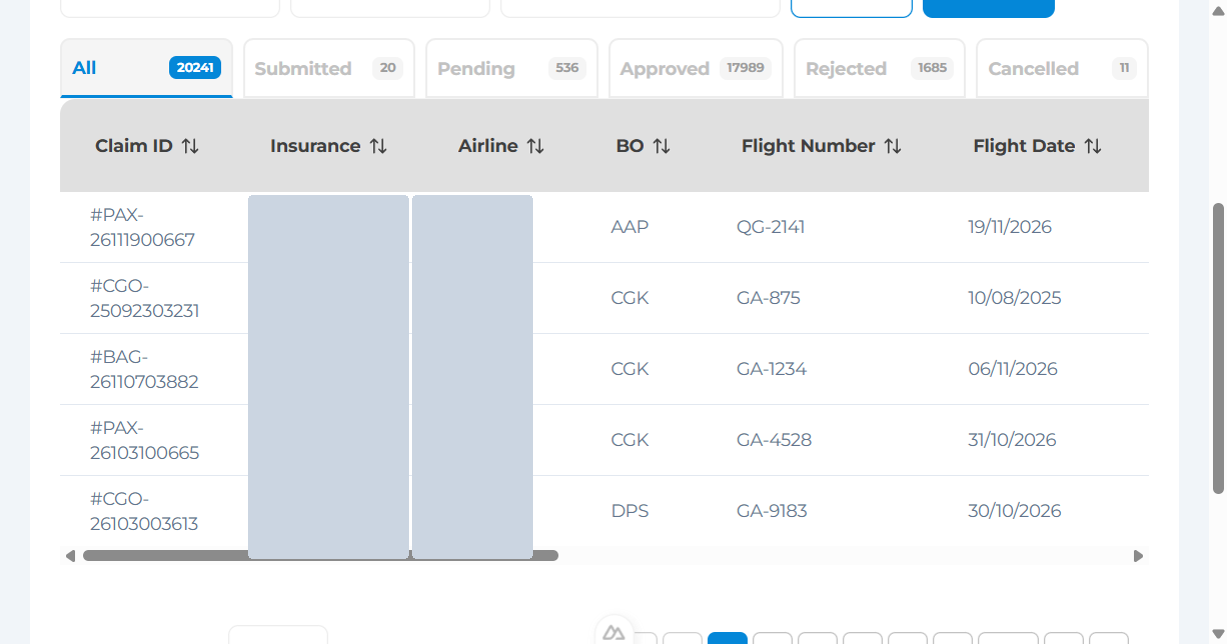 All 20241 Submitted 20 Pending 536 Approved 17989 Rejected 1685 Cancelled 11
Claim ID Insurance Airline BO Flight Number Flight Date
#PAX-
26111900667 AAP QG-2141 19/11/2026
#CGO-
25092303231 CGK GA-875 10/08/2025
#BAG-
26110703882 CGK GA-1234 06/11/2026
#PAX-
26103100665 CGK GA-4528 31/10/2026
#CGO-
26103003613 DPS GA-9183 30/10/2026